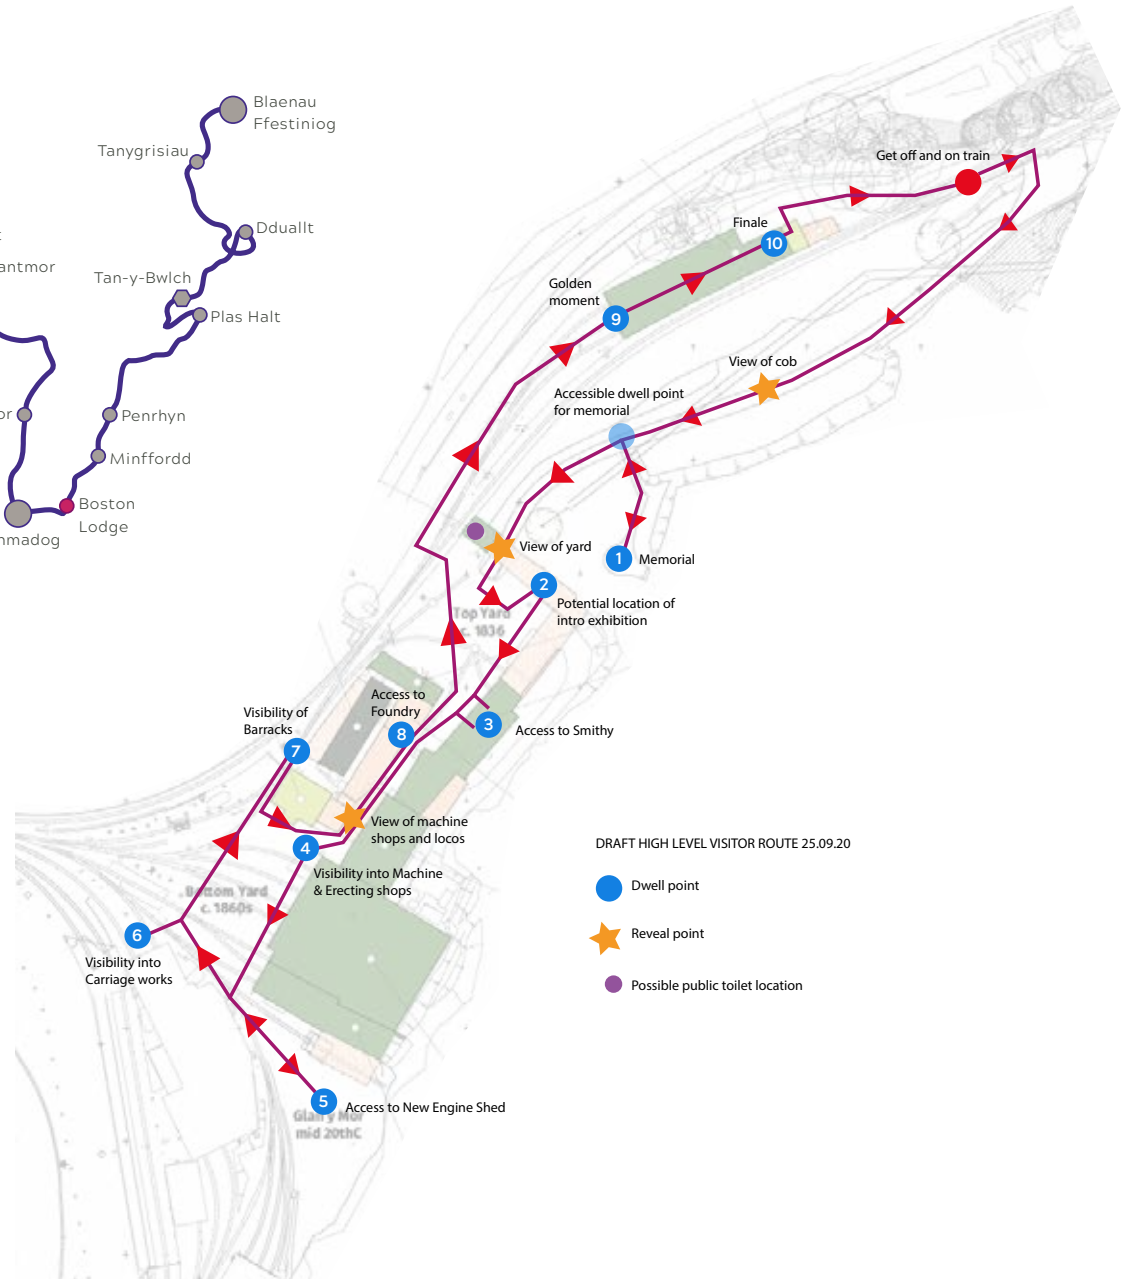 Blaenau
Ffestiniog
Tanygrisiau
Dduallt
antmor
Tan-y-Bwlch
Plas Halt
or
Penrhyn
Minffordd
Boston
Lodge
nmadog
Get off and on train
Finale
10
Golden
moment
9
View of cob
Accessible dwell point
for memorial
View of yard
1
Memorial
2
Potential location of
intro exhibition
Top Yard
c. 1836
Access to
Foundry
8
3
Access to Smithy
Visibility of
Barracks
7
View of machine
shops and locos
4
Visibility into Machine
& Erecting shops
Bottom Yard
c. 1860s
6
Visibility into
Carriage works
5
Access to New Engine Shed
Glan y Mor
mid 20thC
DRAFT HIGH LEVEL VISITOR ROUTE 25.09.20
Dwell point
Reveal point
Possible public toilet location